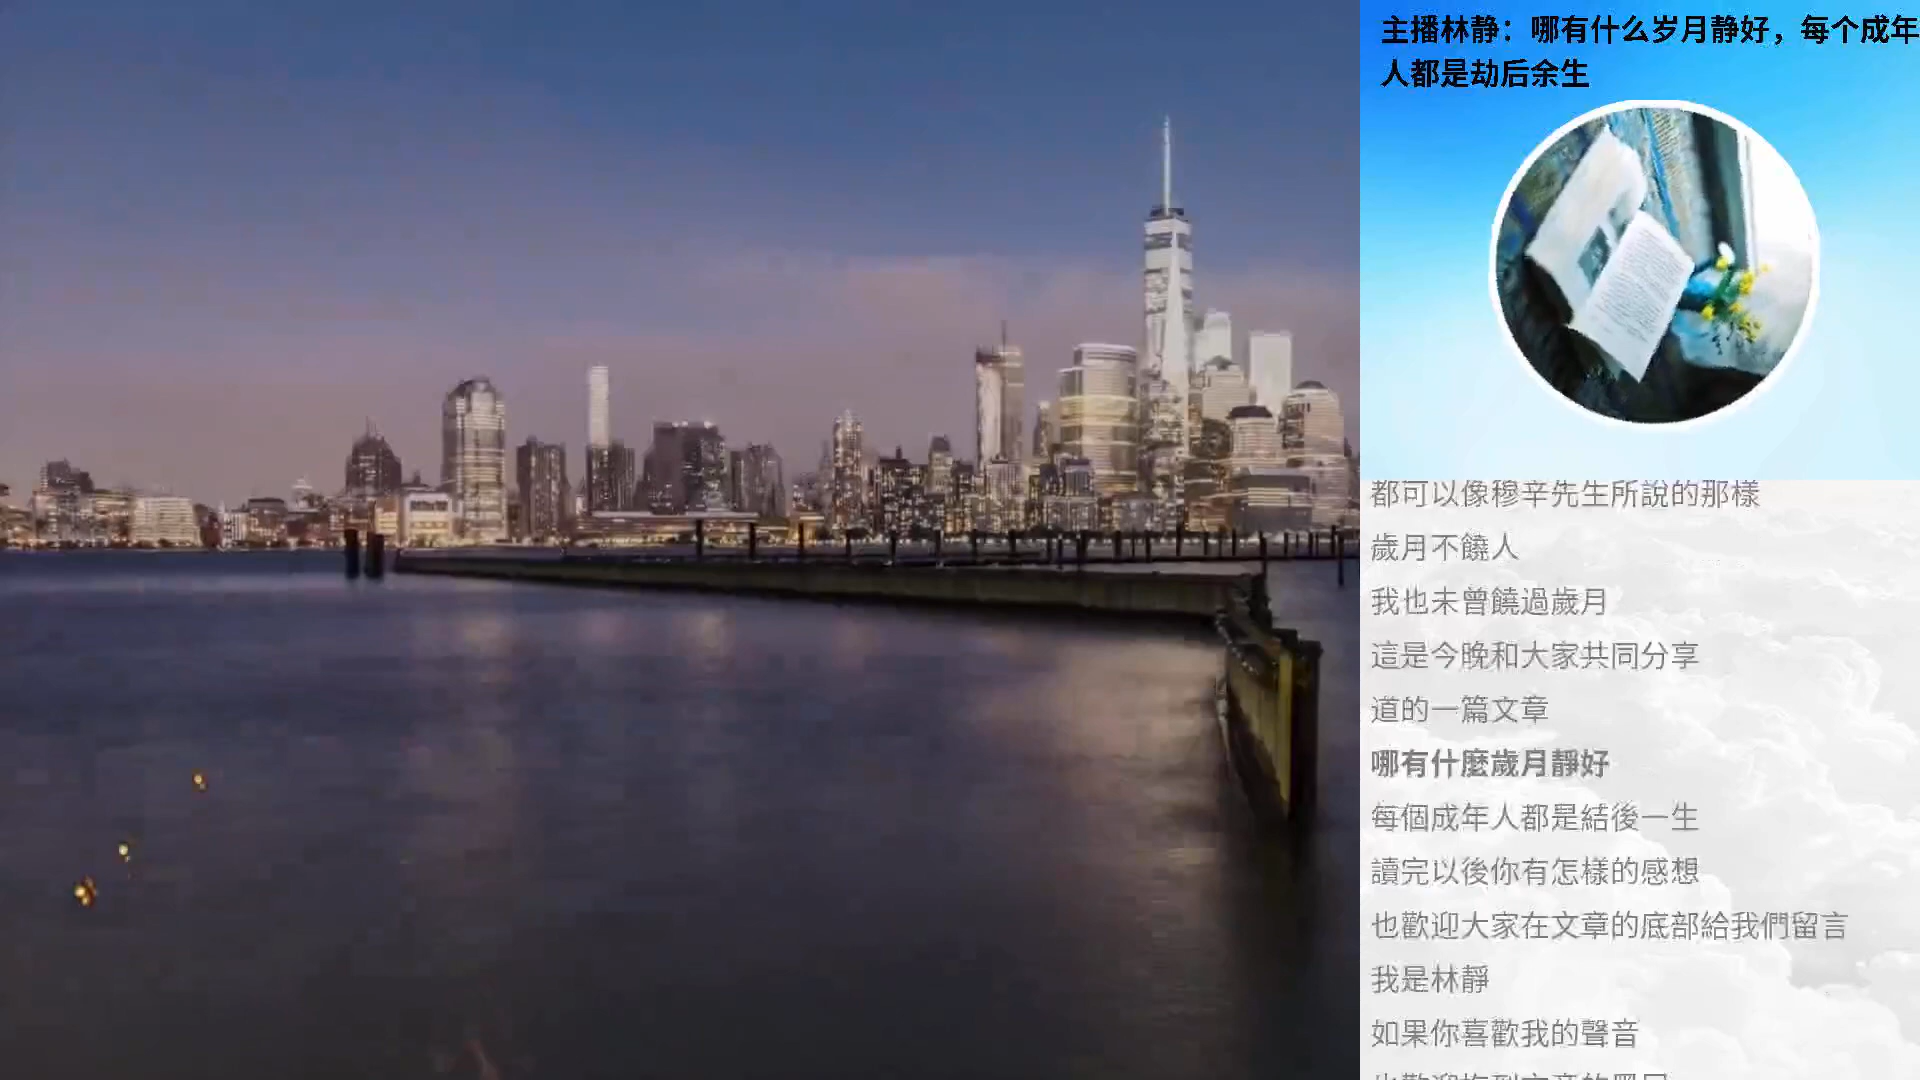 主播林静：哪有什么岁月静好，每个成年
人都是劫后余生
都可以像穆辛先生所說的那樣
歲月不饒人
我也未曾饒過歲月
這是今晚和大家共同分享
道的一篇文章
哪有什麼歲月靜好
每個成年人都是結後一生
讀完以後你有怎樣的感想
也歡迎大家在文章的底部給我們留言
我是林靜
如果你喜歡我的聲音